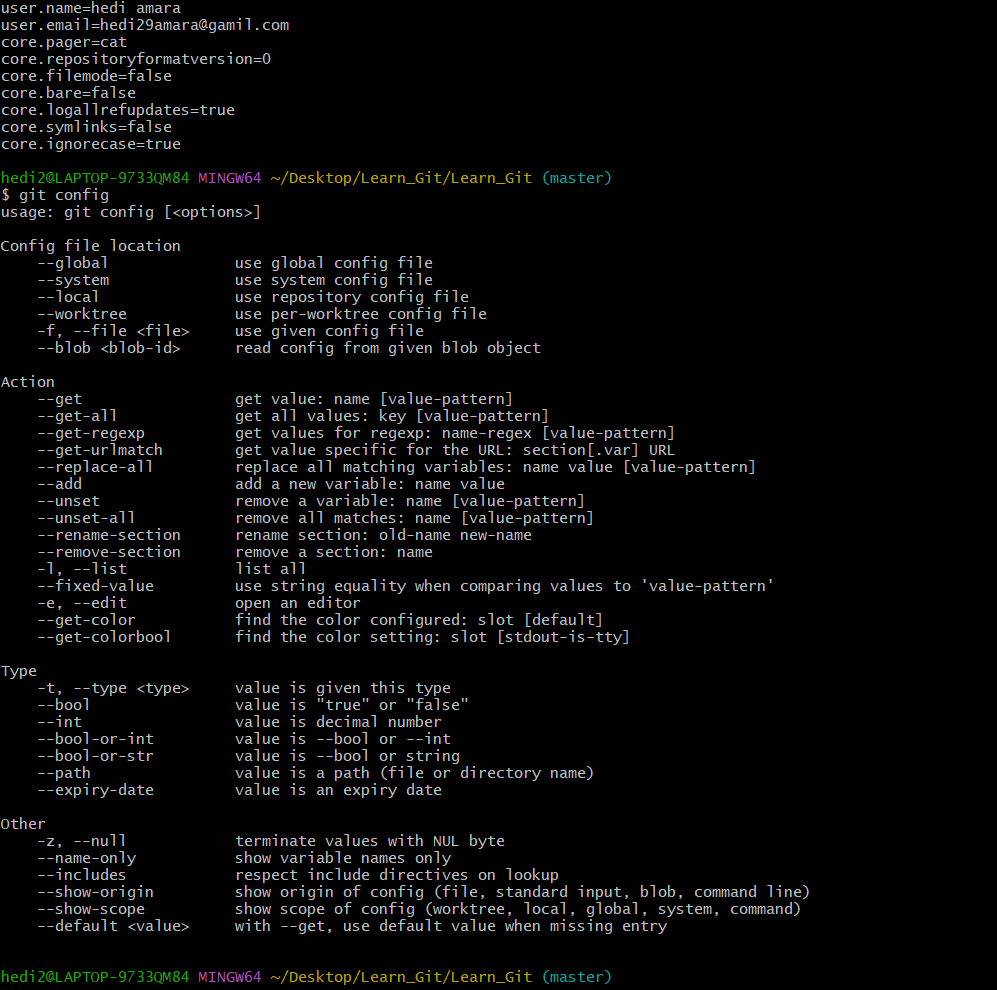 user.name=hedi amara
user.email=hedi29amara@gamil.com
core.pager=cat
core.repositoryformatversion=0
core.filemode=false
core.bare=false
core.logallrefupdates=true
core.symlinks=false
core.ignorecase=true
hedi2@LAPTOP-9733QM84 MINGW64 ~/Desktop/Learn_Git/Learn_Git (master)
$ git config
usage: git config [<options>]
Config file location
    --global              use global config file
    --system              use system config file
    --local               use repository config file
    --worktree            use per-worktree config file
    -f, --file <file>     use given config file
    --blob <blob-id>      read config from given blob object
Action
    --get                 get value: name [value-pattern]
    --get-all             get all values: key [value-pattern]
    --get-regexp          get values for regexp: name-regex [value-pattern]
    --get-urlmatch        get value specific for the URL: section[.var] URL
    --replace-all         replace all matching variables: name value [value-pattern]
    --add                 add a new variable: name value
    --unset               remove a variable: name [value-pattern]
    --unset-all           remove all matches: name [value-pattern]
    --rename-section      rename section: old-name new-name
    --remove-section      remove a section: name
    -l, --list            list all
    --fixed-value         use string equality when comparing values to 'value-pattern'
    -e, --edit            open an editor
    --get-color           find the color configured: slot [default]
    --get-colorbool       find the color setting: slot [stdout-is-tty]
Type
    -t, --type <type>     value is given this type
    --bool                value is "true" or "false"
    --int                 value is decimal number
    --bool-or-int         value is --bool or --int
    --bool-or-str         value is --bool or string
    --path                value is a path (file or directory name)
    --expiry-date         value is an expiry date
Other
    -z, --null            terminate values with NUL byte
    --name-only           show variable names only
    --includes            respect include directives on lookup
    --show-origin         show origin of config (file, standard input, blob, command line)
    --show-scope          show scope of config (worktree, local, global, system, command)
    --default <value>     with --get, use default value when missing entry
hedi2@LAPTOP-9733QM84 MINGW64 ~/Desktop/Learn_Git/Learn_Git (master)